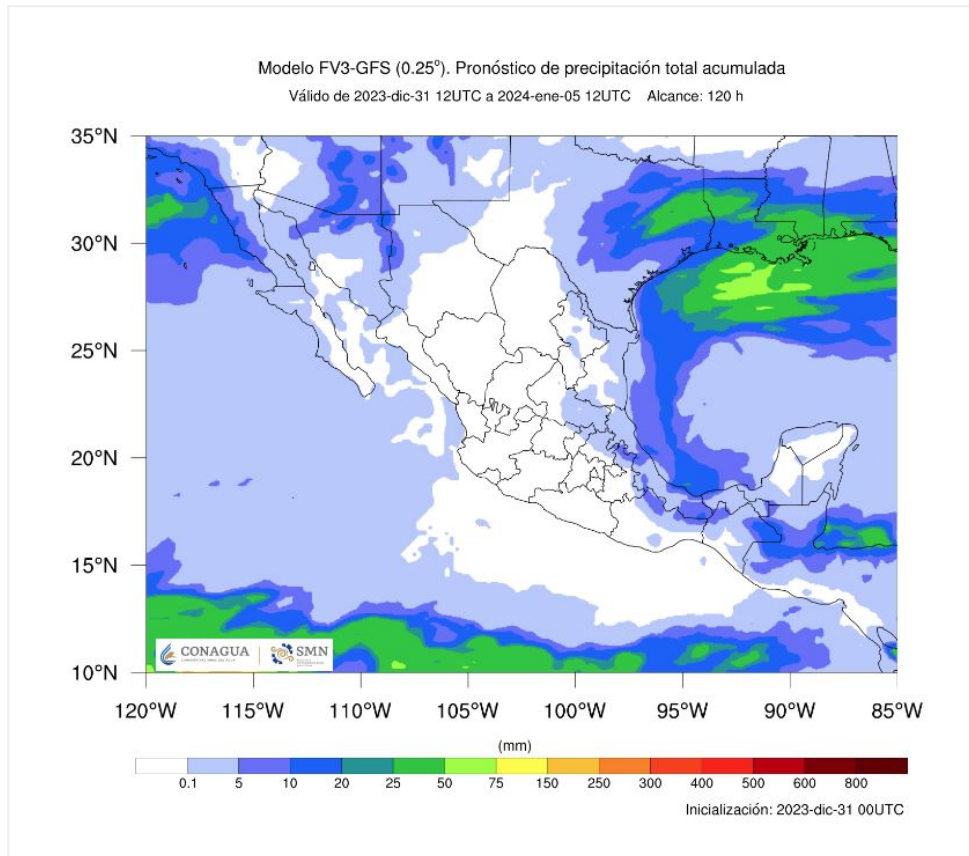 Modelo FV3-GFS (0.25°). Pronóstico de precipitación total acumulada
Válido de 2023-dic-31 12UTC a 2024-ene-05 12UTC Alcance: 120 h
35°N
30°N
25°N
20°N
15°N
10°N
CONAGUA
SMN
120°W 115°W 110°W 105°W 100°W 95°W 90°W 85°W
(mm)
0.1 5 10 20 25 50 75 150 250 300 400 500 600 800
Inicialización: 2023-dic-31 00UTC